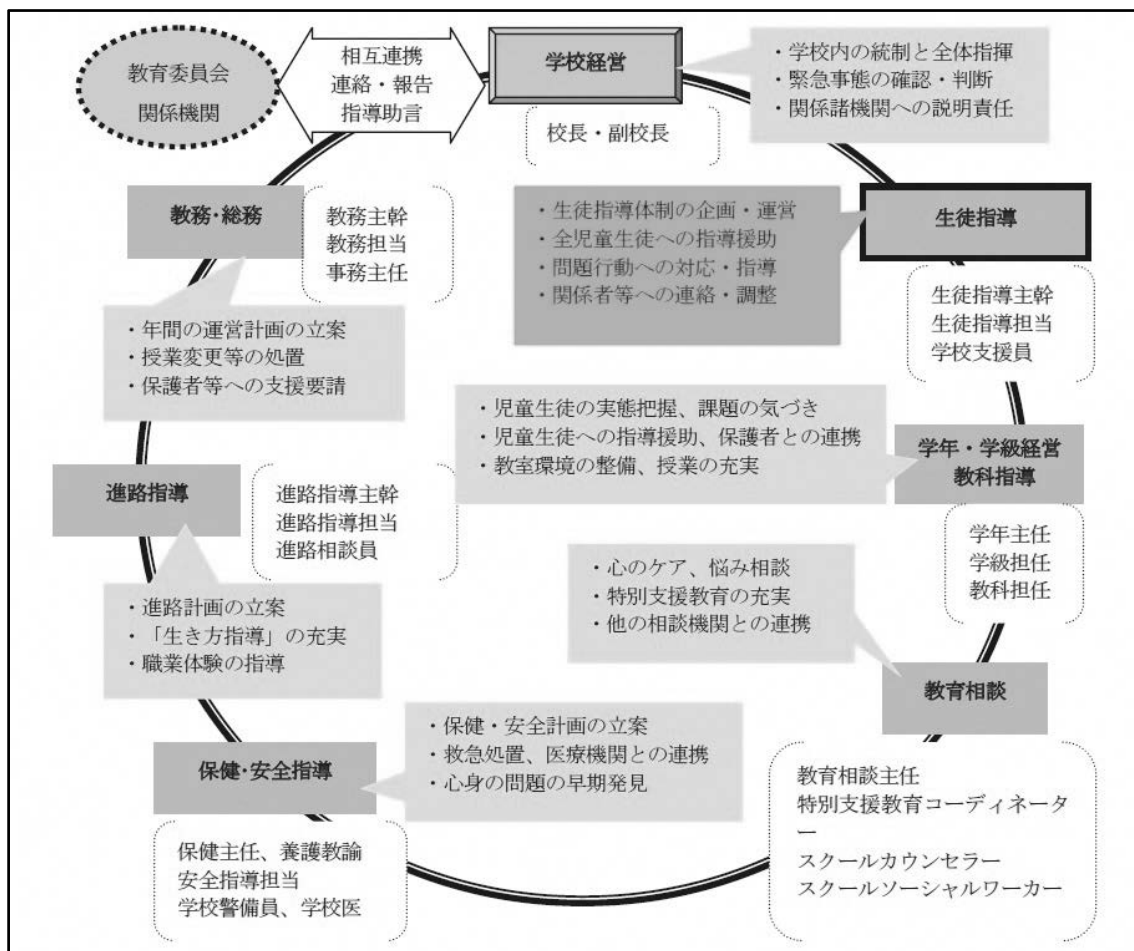 教育委員会
関係機関
相互連携
連絡・報告
指導助言
学校経営
・学校内の統制と全体指揮
・緊急事態の確認・判断
・関係諸機関への説明責任
校長・副校長
教務・総務
教務主幹
教務担当
事務主任
・生徒指導体制の企画・運営
・全児童生徒への指導援助
・問題行動への対応・指導
・関係者等への連絡・調整
生徒指導
生徒指導主幹
生徒指導担当
学校支援員
・年間の運営計画の立案
・授業変更等の処置
・保護者等への支援要請
・児童生徒の実態把握、課題の気づき
・児童生徒への指導援助、保護者との連携
・教室環境の整備、授業の充実
学年・学級経営
教科指導
学年主任
学級担任
教科担任
進路指導
進路指導主幹
進路指導担当
進路相談員
・進路計画の立案
・「生き方指導」の充実
・職業体験の指導
・心のケア、悩み相談
・特別支援教育の充実
・他の相談機関との連携
教育相談
教育相談主任
特別支援教育コーディネータ
ー
スクールカウンセラー
スクールソーシャルワーカー
・保健・安全計画の立案
・救急処置、医療機関との連携
・心身の問題の早期発見
保健・安全指導
保健主任、養護教諭
安全指導担当
学校警備員、学校医